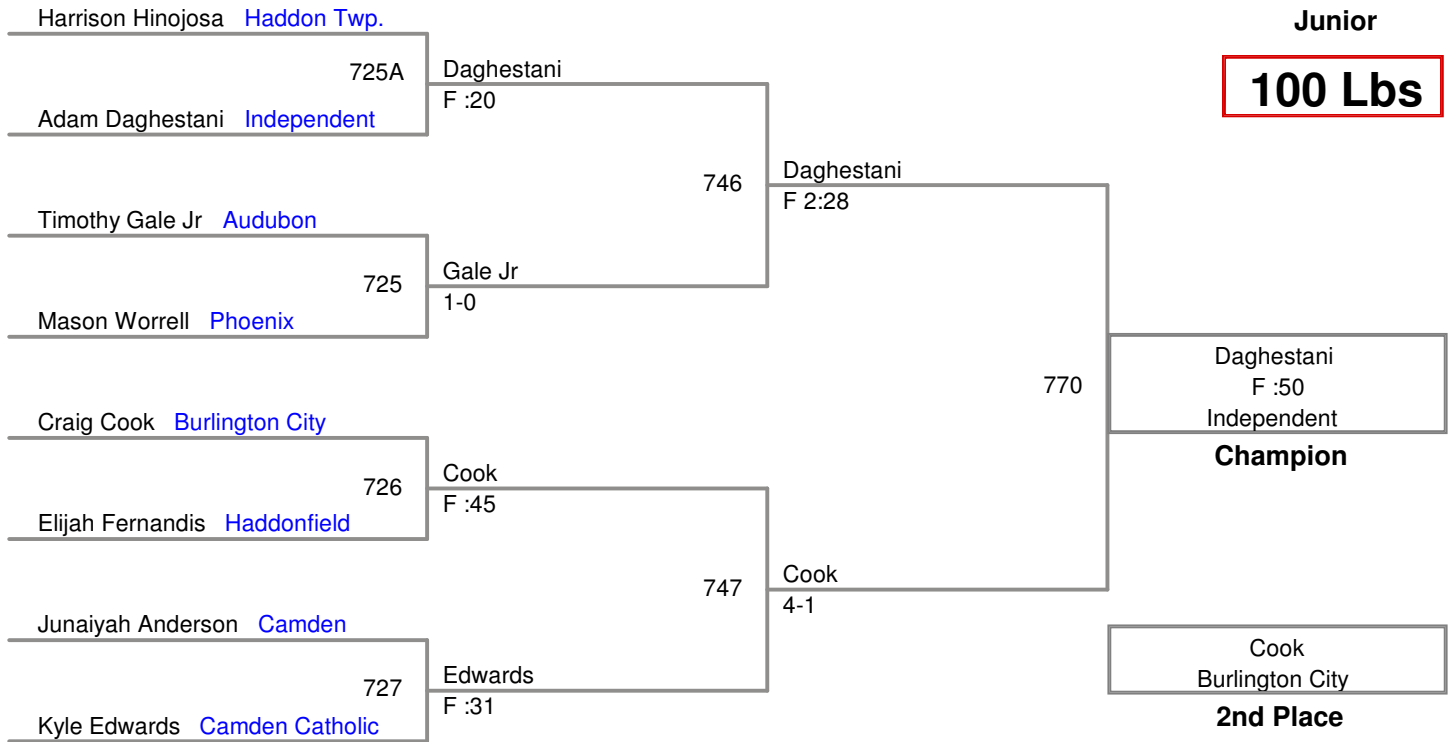 Harrison Hinojosa Haddon Twp.
Junior
725A
Daghestani
F :20
100 Lbs
Adam Daghestani Independent
746
Daghestani
F 2:28
Timothy Gale Jr Audubon
725
Gale Jr
1-0
Mason Worrell Phoenix
770
Daghestani
F :50
Independent
Champion
Craig Cook Burlington City
726
Cook
F :45
Elijah Fernandis Haddonfield
747
Cook
4-1
Junaiyah Anderson Camden
727
Edwards
F :31
Kyle Edwards Camden Catholic
Cook
Burlington City
2nd Place